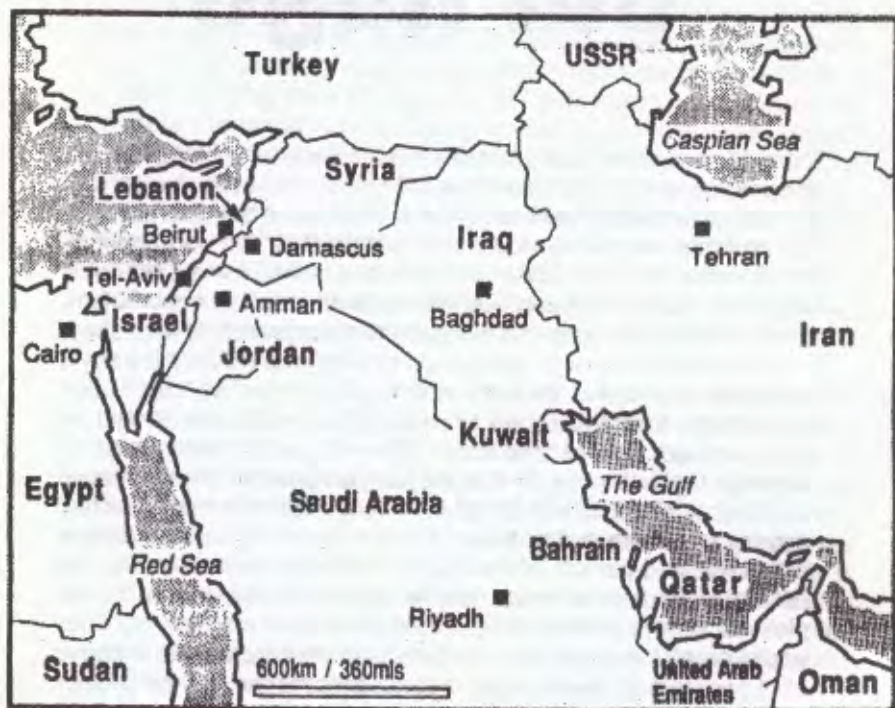 USSR
Turkey
Caspian Sea
Syria
Lebanon
Beirut
Damascus
Iraq
Tehran
Tel-Aviv
Amman
Baghdad
Israel
Cairo
Jordan
Iran
Kuwait
Egypt
Saudi Arabia
The Gulf
Bahrain
Red Sea
Qatar
Riyadh
Sudan
600km / 360mls
United Arab
Emirates
Oman